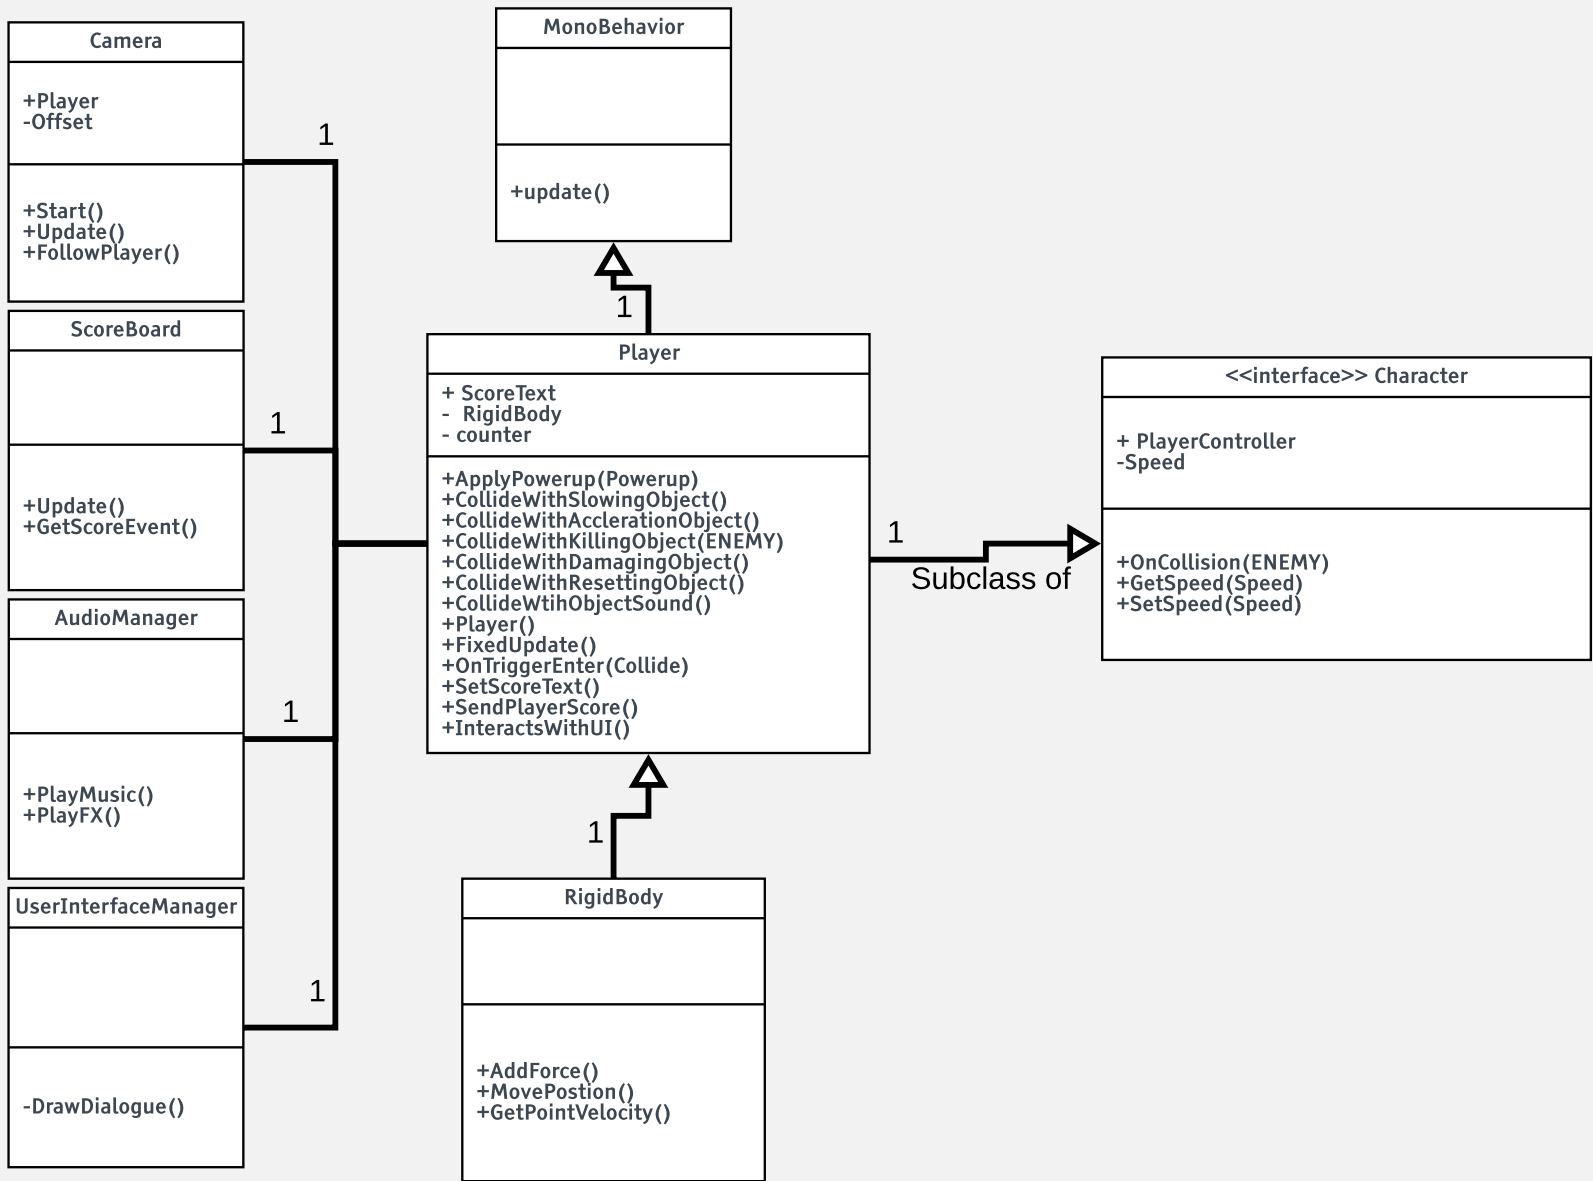 Camera
+Player
-Offset
+Start()
+Update()
+FollowPlayer()
1
ScoreBoard
+Update()
+GetScoreEvent()
1
AudioManager
+PlayMusic()
+PlayFX()
1
UserInterfaceManager
-DrawDialogue()
1
MonoBehavior
+update()
1
Player
+ ScoreText
- RigidBody
- counter
+ApplyPowerup(Powerup)
+CollideWithSlowingObject()
+CollideWithAcclerationObject()
+CollideWithKillingObject(ENEMY)
+CollideWithDamagingObject()
+CollideWithResettingObject()
+CollideWtihObjectSound()
+Player()
+FixedUpdate()
+OnTriggerEnter(Collide)
+SetScoreText()
+SendPlayerScore()
+InteractsWithUI()
1
RigidBody
+AddForce()
+MovePostion()
+GetPointVelocity()
1
Subclass of
<<interface>> Character
+ PlayerController
-Speed
+OnCollision(ENEMY)
+GetSpeed(Speed)
+SetSpeed(Speed)